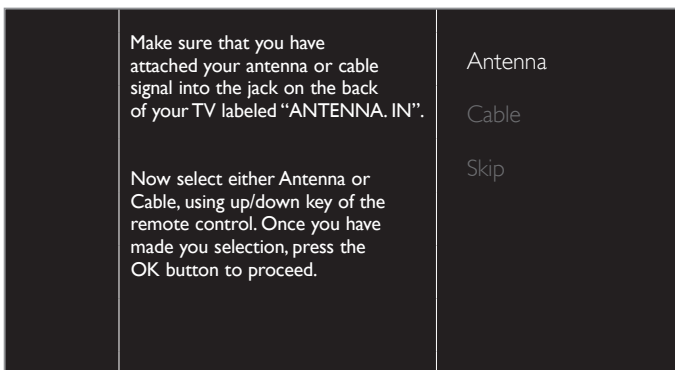 Make sure that you have
attached your antenna or cable
signal into the jack on the back
of your TV labeled “ANTENNA. IN”.
Now select either Antenna or
Cable, using up/down key of the
remote control. Once you have
made you selection, press the
OK button to proceed.
Antenna
Cable
Skip